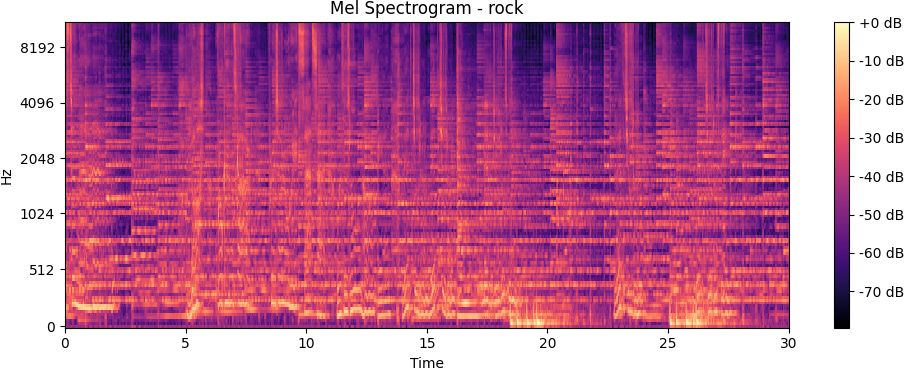 Mel Spectrogram - rock
8192
4096
2048
1024
512
0
Hz
0 5 10 15 20 25 30
Time
+0 dB
-10 dB
-20 dB
-30 dB
-40 dB
-50 dB
-60 dB
-70 dB